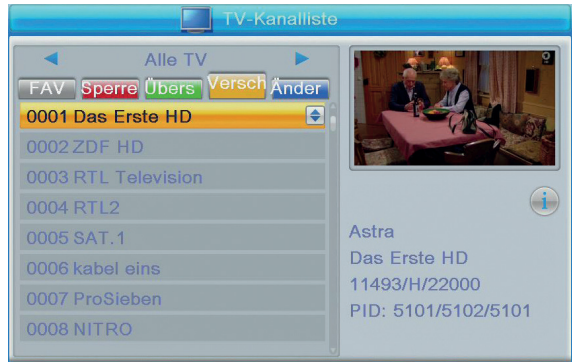 TV-Kanalliste
Alle TV
FAV Sperre Übers Versch Änder
0001 Das Erste HD
0002 ZDF HD
0003 RTL Television
0004 RTL2
0005 SAT.1
0006 kabel eins
0007 ProSieben
0008 NITRO
Astra
Das Erste HD
11493/H/22000
PID: 5101/5102/5101